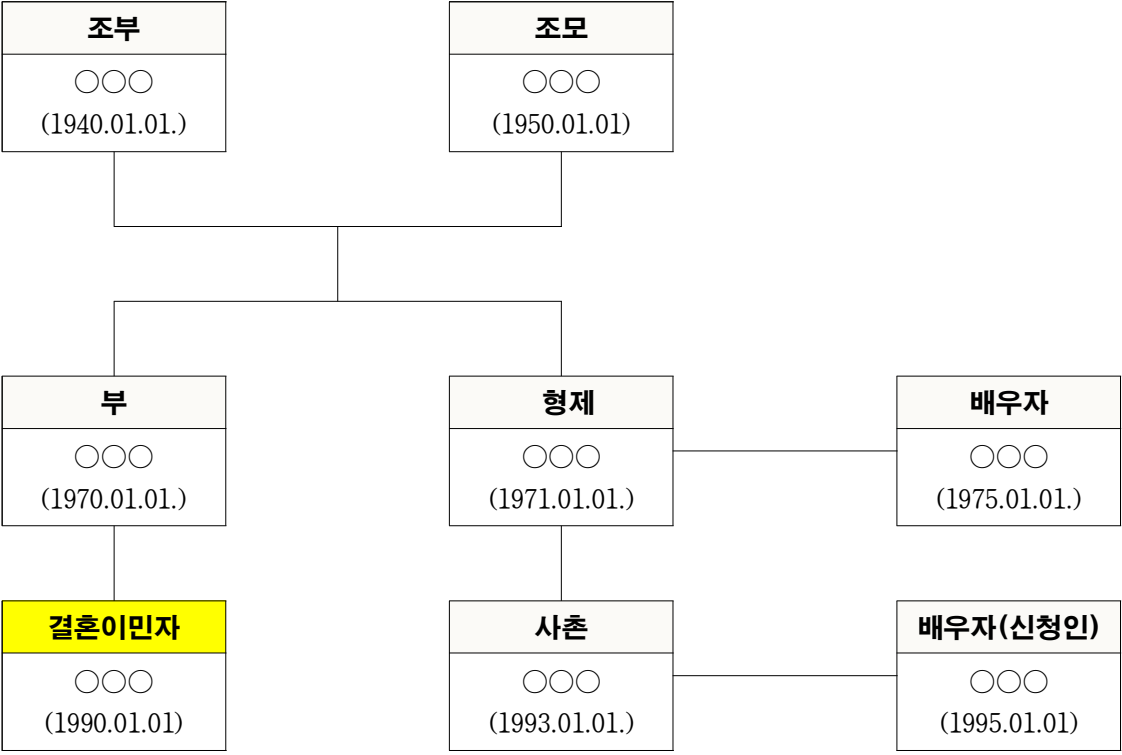 조부
○○○
(1940.01.01.)
조모
○○○
(1950.01.01)
부
○○○
(1970.01.01.)
형제
○○○
(1971.01.01.)
배우자
○○○
(1975.01.01.)
결혼이민자
○○○
(1990.01.01)
사촌
○○○
(1993.01.01.)
배우자(신청인)
○○○
(1995.01.01)